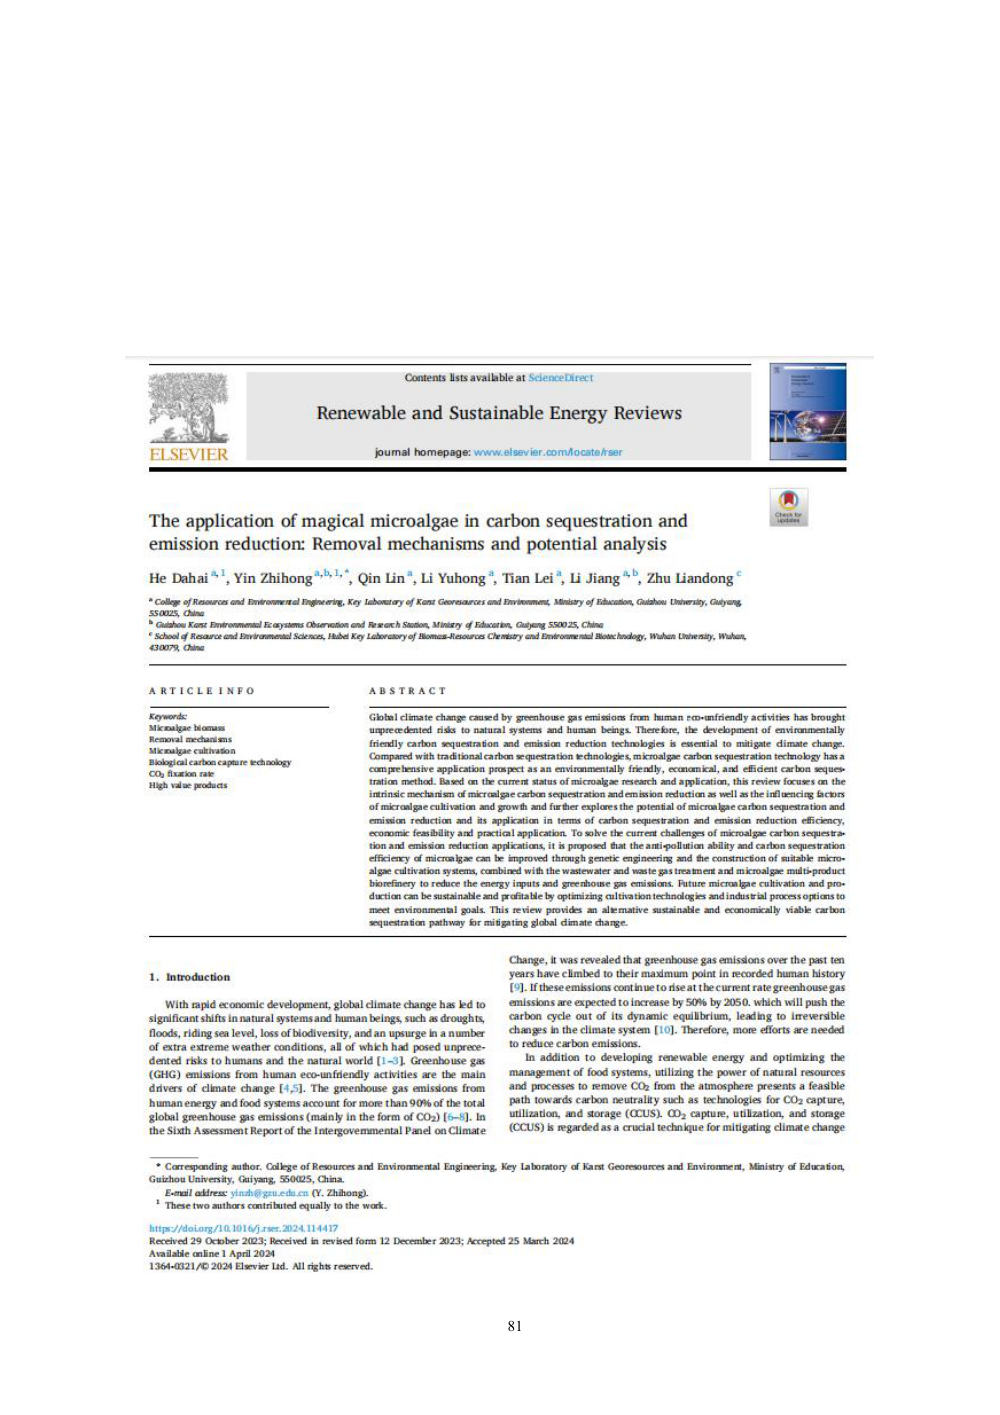 Contents lists available at ScienceDirect
Renewable and Sustainable Energy Reviews
journal homepage: www.elsevier.com/locate/rser
ELSEVIER
Check for
updates
The application of magical microalgae in carbon sequestration and
emission reduction: Removal mechanisms and potential analysis
He Dahai a,1, Yin Zhihong a,b,1,*, Qin Lin a, Li Yuhong a, Tian Lei a, Li Jiang a,b, Zhu Liandong c
a College of Resources and Environmental Engineering, Key Laboratory of Karst Georesources and Environment, Ministry of Education, Guizhou University, Guiyang,
550025, China
b Guizhou Karst Environmental Ecosystems Observation and Research Station, Ministry of Education, Guiyang 550025, China
c School of Resource and Environmental Sciences, Hubei Key Laboratory of Biomass-Resources Chemistry and Environmental Biotechnology, Wuhan University, Wuhan,
430079, China
ARTICLE INFO
Keywords:
Microalgae biomass
Removal mechanisms
Microalgae cultivation
Biological carbon capture technology
CO2 fixation rate
High value products
ABSTRACT
Global climate change caused by greenhouse gas emissions from human eco-unfriendly activities has brought
unprecedented risks to natural systems and human beings. Therefore, the development of environmentally
friendly carbon sequestration and emission reduction technologies is essential to mitigate climate change.
Compared with traditional carbon sequestration technologies, microalgae carbon sequestration technology has a
comprehensive application prospect as an environmentally friendly, economical, and efficient carbon seques-
tration method. Based on the current status of microalgae research and application, this review focuses on the
intrinsic mechanism of microalgae carbon sequestration and emission reduction as well as the influencing factors
of microalgae cultivation and growth and further explores the potential of microalgae carbon sequestration and
emission reduction and its application in terms of carbon sequestration and emission reduction efficiency,
economic feasibility and practical application. To solve the current challenges of microalgae carbon sequestra-
tion and emission reduction applications, it is proposed that the anti-pollution ability and carbon sequestration
efficiency of microalgae can be improved through genetic engineering and the construction of suitable micro-
algae cultivation systems, combined with the wastewater and waste gas treatment and microalgae multi-product
biorefinery to reduce the energy inputs and greenhouse gas emissions. Future microalgae cultivation and pro-
duction can be sustainable and profitable by optimizing cultivation technologies and industrial process options to
meet environmental goals. This review provides an alternative sustainable and economically viable carbon
sequestration pathway for mitigating global climate change.
1. Introduction
With rapid economic development, global climate change has led to
significant shifts in natural systems and human beings, such as droughts,
floods, riding sea level, loss of biodiversity, and an upsurge in a number
of extra extreme weather conditions, all of which had posed unprece-
dented risks to humans and the natural world [1–3]. Greenhouse gas
(GHG) emissions from human eco-unfriendly activities are the main
drivers of climate change [4,5]. The greenhouse gas emissions from
human energy and food systems account for more than 90% of the total
global greenhouse gas emissions (mainly in the form of CO2) [6–8]. In
the Sixth Assessment Report of the Intergovernmental Panel on Climate
Change, it was revealed that greenhouse gas emissions over the past ten
years have climbed to their maximum point in recorded human history
[9]. If these emissions continue to rise at the current rate greenhouse gas
emissions are expected to increase by 50% by 2050. which will push the
carbon cycle out of its dynamic equilibrium, leading to irreversible
changes in the climate system [10]. Therefore, more efforts are needed
to reduce carbon emissions.
In addition to developing renewable energy and optimizing the
management of food systems, utilizing the power of natural resources
and processes to remove CO2 from the atmosphere presents a feasible
path towards carbon neutrality such as technologies for CO2 capture,
utilization, and storage (CCUS). CO2 capture, utilization, and storage
(CCUS) is regarded as a crucial technique for mitigating climate change
* Corresponding author. College of Resources and Environmental Engineering, Key Laboratory of Karst Georesources and Environment, Ministry of Education,
Guizhou University, Guiyang, 550025, China.
E-mail address: yinzh@gzu.edu.cn (Y. Zhihong).
1 These two authors contributed equally to the work.
https://doi.org/10.1016/j.rser.2024.114417
Received 29 October 2023; Received in revised form 12 December 2023; Accepted 25 March 2024
Available online 1 April 2024
1364-0321/© 2024 Elsevier Ltd. All rights reserved.
81